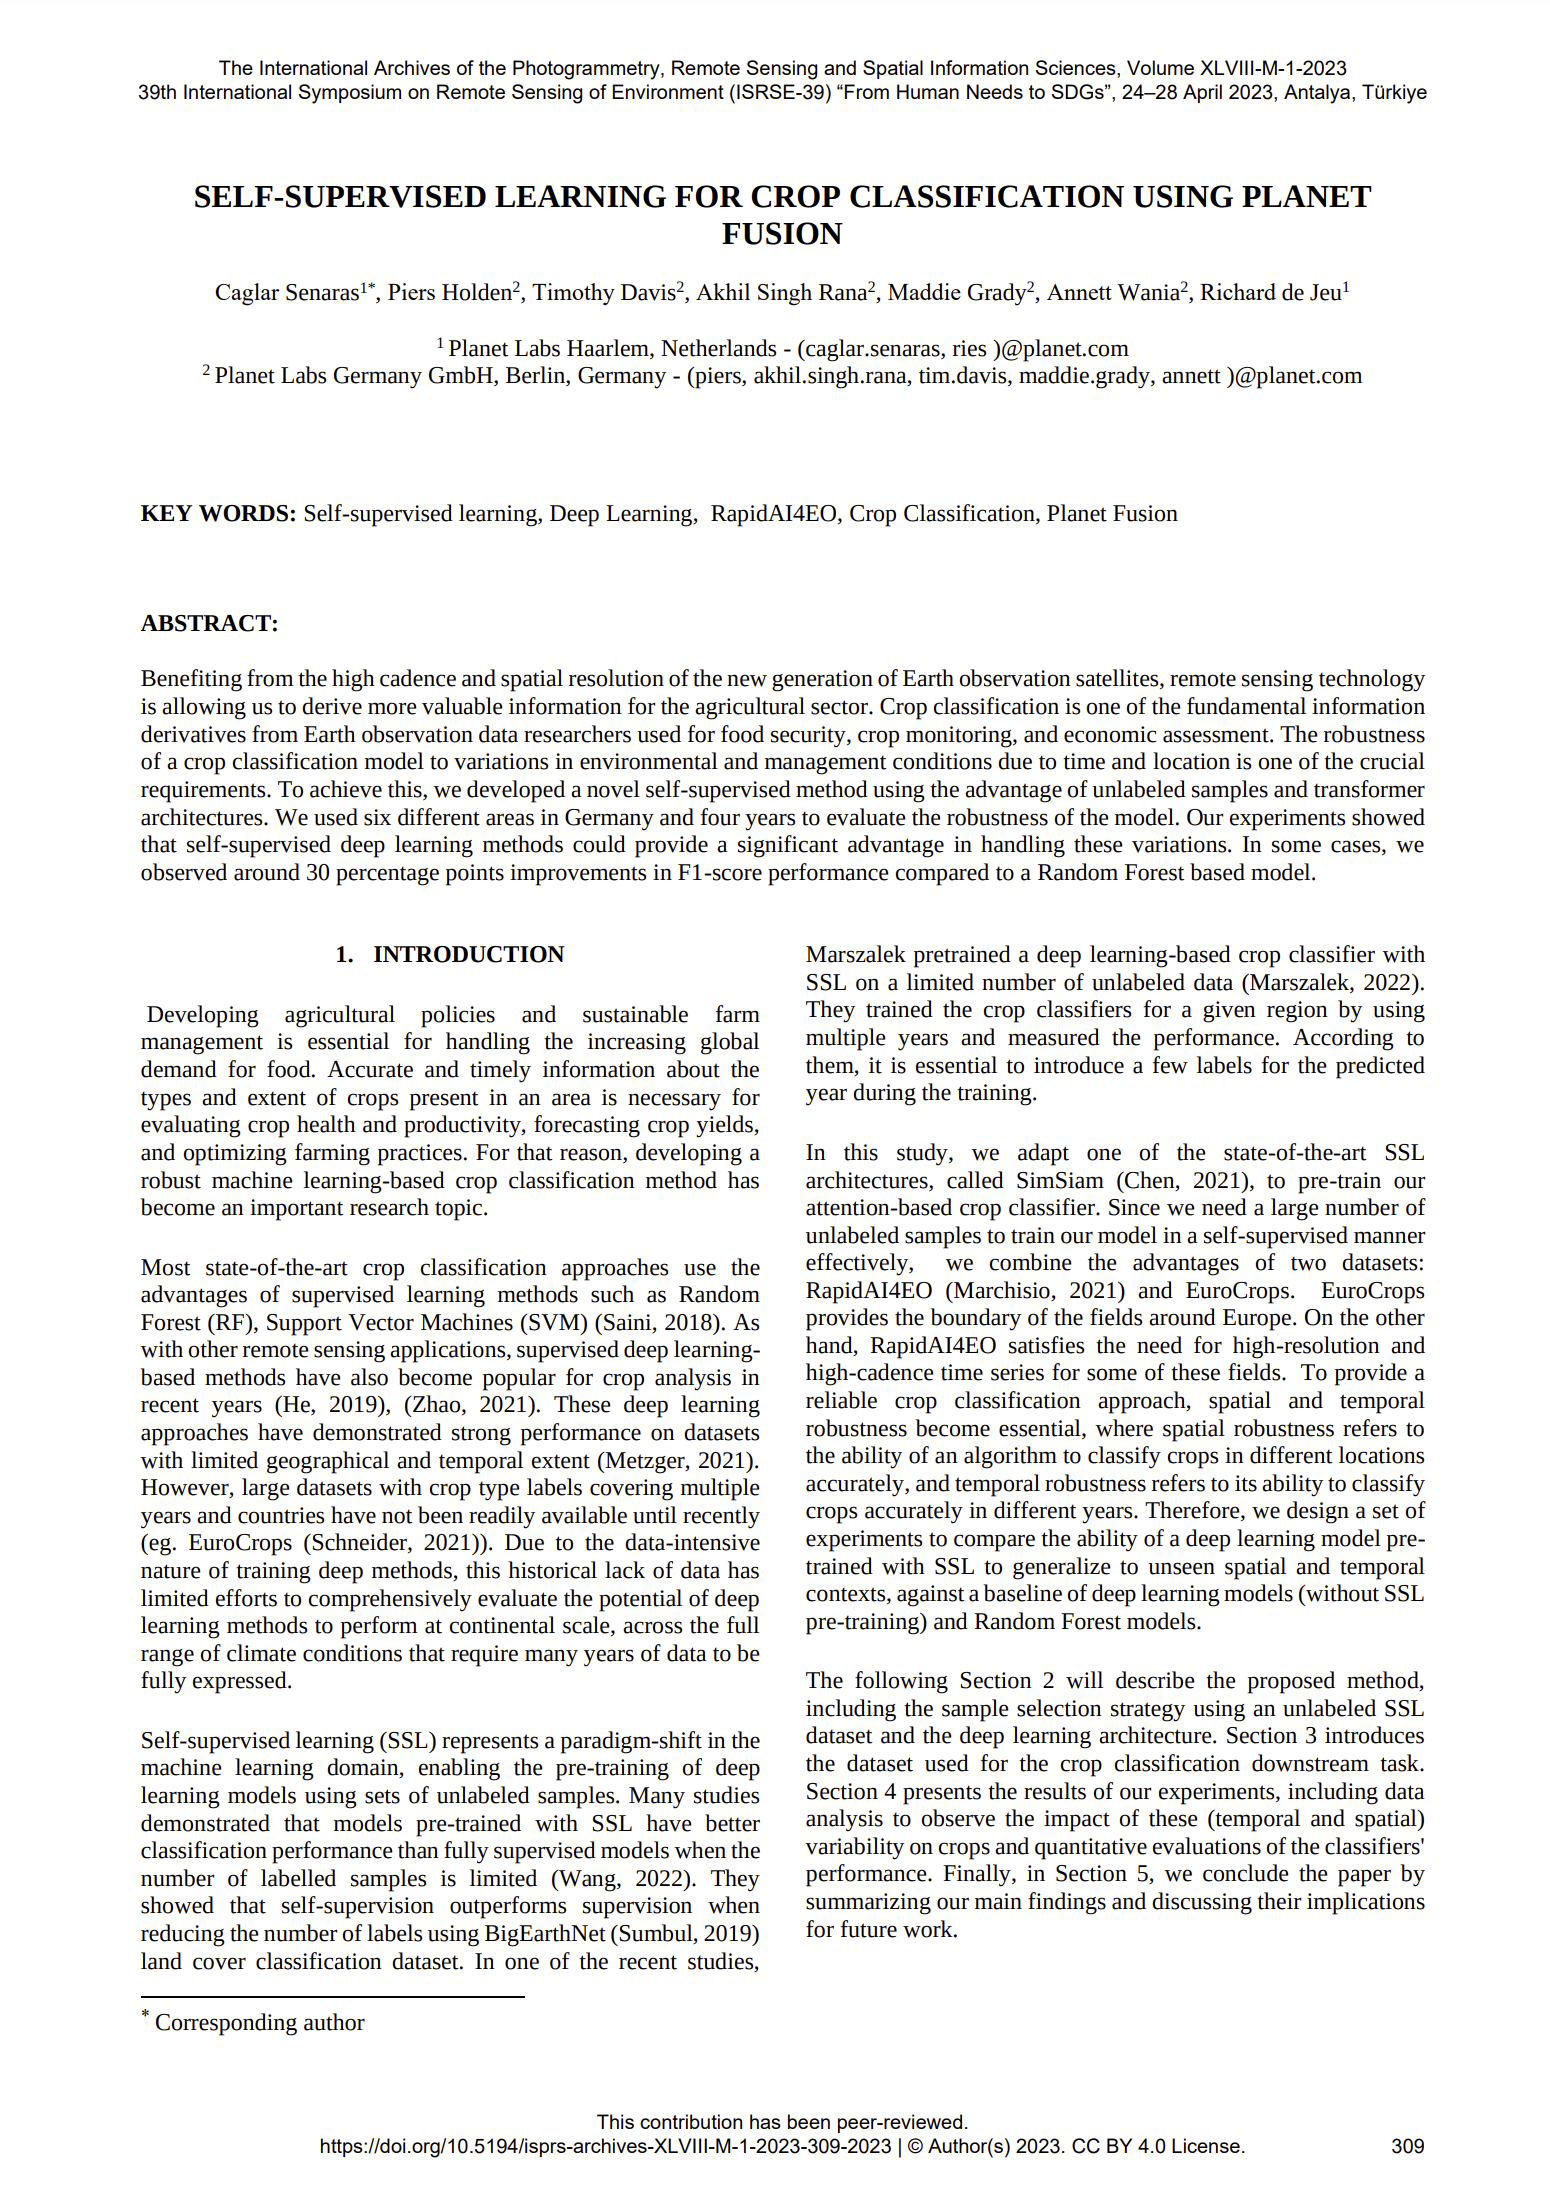 The International Archives of the Photogrammetry, Remote Sensing and Spatial Information Sciences, Volume XLVIII-M-1-2023
39th International Symposium on Remote Sensing of Environment (ISRSE-39) “From Human Needs to SDGs”, 24–28 April 2023, Antalya, Türkiye
SELF-SUPERVISED LEARNING FOR CROP CLASSIFICATION USING PLANET
FUSION
Caglar Senaras1*, Piers Holden2, Timothy Davis2, Akhil Singh Rana2, Maddie Grady2, Annett Wania2, Richard de Jeu1
1 Planet Labs Haarlem, Netherlands - (caglar.senaras, ries )@planet.com
2 Planet Labs Germany GmbH, Berlin, Germany - (piers, akhil.singh.rana, tim.davis, maddie.grady, annett )@planet.com
KEY WORDS: Self-supervised learning, Deep Learning, RapidAI4EO, Crop Classification, Planet Fusion
ABSTRACT:
Benefiting from the high cadence and spatial resolution of the new generation of Earth observation satellites, remote sensing technology
is allowing us to derive more valuable information for the agricultural sector. Crop classification is one of the fundamental information
derivatives from Earth observation data researchers used for food security, crop monitoring, and economic assessment. The robustness
of a crop classification model to variations in environmental and management conditions due to time and location is one of the crucial
requirements. To achieve this, we developed a novel self-supervised method using the advantage of unlabeled samples and transformer
architectures. We used six different areas in Germany and four years to evaluate the robustness of the model. Our experiments showed
that self-supervised deep learning methods could provide a significant advantage in handling these variations. In some cases, we
observed around 30 percentage points improvements in F1-score performance compared to a Random Forest based model.
1. INTRODUCTION
Developing agricultural policies and sustainable farm
management is essential for handling the increasing global
demand for food. Accurate and timely information about the
types and extent of crops present in an area is necessary for
evaluating crop health and productivity, forecasting crop yields,
and optimizing farming practices. For that reason, developing a
robust machine learning-based crop classification method has
become an important research topic.
Most state-of-the-art crop classification approaches use the
advantages of supervised learning methods such as Random
Forest (RF), Support Vector Machines (SVM) (Saini, 2018). As
with other remote sensing applications, supervised deep learning-
based methods have also become popular for crop analysis in
recent years (He, 2019), (Zhao, 2021). These deep learning
approaches have demonstrated strong performance on datasets
with limited geographical and temporal extent (Metzger, 2021).
However, large datasets with crop type labels covering multiple
years and countries have not been readily available until recently
(eg. EuroCrops (Schneider, 2021)). Due to the data-intensive
nature of training deep methods, this historical lack of data has
limited efforts to comprehensively evaluate the potential of deep
learning methods to perform at continental scale, across the full
range of climate conditions that require many years of data to be
fully expressed.
Self-supervised learning (SSL) represents a paradigm-shift in the
machine learning domain, enabling the pre-training of deep
learning models using sets of unlabeled samples. Many studies
demonstrated that models pre-trained with SSL have better
classification performance than fully supervised models when the
number of labelled samples is limited (Wang, 2022). They
showed that self-supervision outperforms supervision when
reducing the number of labels using BigEarthNet (Sumbul, 2019)
land cover classification dataset. In one of the recent studies,
Marszalek pretrained a deep learning-based crop classifier with
SSL on a limited number of unlabeled data (Marszalek, 2022).
They trained the crop classifiers for a given region by using
multiple years and measured the performance. According to
them, it is essential to introduce a few labels for the predicted
year during the training.
In this study, we adapt one of the state-of-the-art SSL
architectures, called SimSiam (Chen, 2021), to pre-train our
attention-based crop classifier. Since we need a large number of
unlabeled samples to train our model in a self-supervised manner
effectively, we combine the advantages of two datasets:
RapidAI4EO (Marchisio, 2021) and EuroCrops. EuroCrops
provides the boundary of the fields around Europe. On the other
hand, RapidAI4EO satisfies the need for high-resolution and
high-cadence time series for some of these fields. To provide a
reliable crop classification approach, spatial and temporal
robustness become essential, where spatial robustness refers to
the ability of an algorithm to classify crops in different locations
accurately, and temporal robustness refers to its ability to classify
crops accurately in different years. Therefore, we design a set of
experiments to compare the ability of a deep learning model pre-
trained with SSL to generalize to unseen spatial and temporal
contexts, against a baseline of deep learning models (without SSL
pre-training) and Random Forest models.
The following Section 2 will describe the proposed method,
including the sample selection strategy using an unlabeled SSL
dataset and the deep learning architecture. Section 3 introduces
the dataset used for the crop classification downstream task.
Section 4 presents the results of our experiments, including data
analysis to observe the impact of these (temporal and spatial)
variability on crops and quantitative evaluations of the classifiers'
performance. Finally, in Section 5, we conclude the paper by
summarizing our main findings and discussing their implications
for future work.
* Corresponding author
This contribution has been peer-reviewed.
https://doi.org/10.5194/isprs-archives-XLVIII-M-1-2023-309-2023 | © Author(s) 2023. CC BY 4.0 License.
309